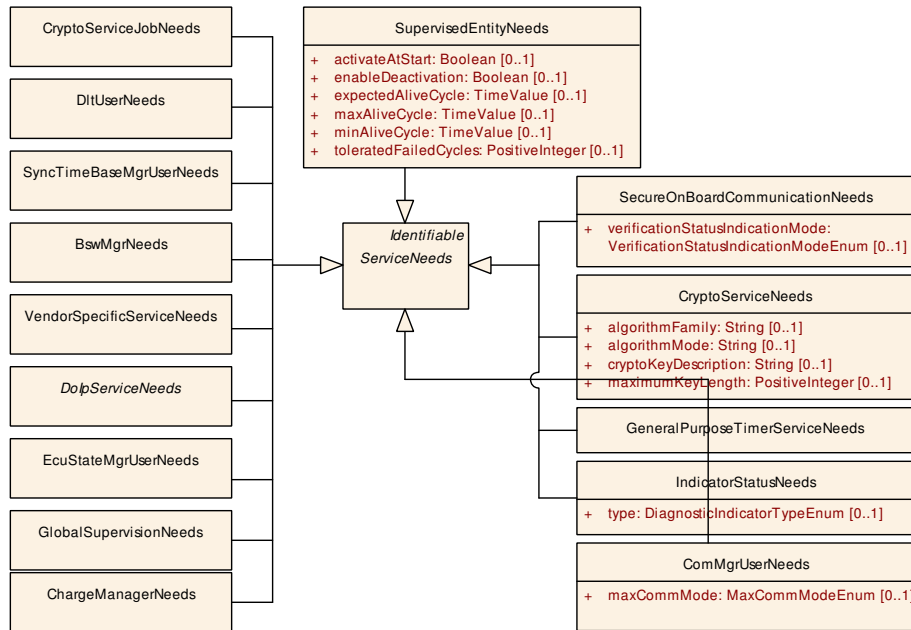 CryptoServiceJobNeeds
DltUserNeeds
SyncTimeBaseMgrUserNeeds
BswMgrNeeds
VendorSpecificServiceNeeds
DoIpServiceNeeds
EcuStateMgrUserNeeds
GlobalSupervisionNeeds
ChargeManagerNeeds
SupervisedEntityNeeds
+ activateAtStart: Boolean [0..1]
+ enableDeactivation: Boolean [0..1]
+ expectedAliveCycle: TimeValue [0..1]
+ maxAliveCycle: TimeValue [0..1]
+ minAliveCycle: TimeValue [0..1]
+ toleratedFailedCycles: PositiveInteger [0..1]
Identifiable
ServiceNeeds
SecureOnBoardCommunicationNeeds
+ verificationStatusIndicationMode:
VerificationStatusIndicationModeEnum [0..1]
CryptoServiceNeeds
+ algorithmFamily: String [0..1]
+ algorithmMode: String [0..1]
+ cryptoKeyDescription: String [0..1]
+ maximumKeyLength: PositiveInteger [0..1]
GeneralPurposeTimerServiceNeeds
IndicatorStatusNeeds
+ type: DiagnosticIndicatorTypeEnum [0..1]
ComMgrUserNeeds
+ maxCommMode: MaxCommModeEnum [0..1]